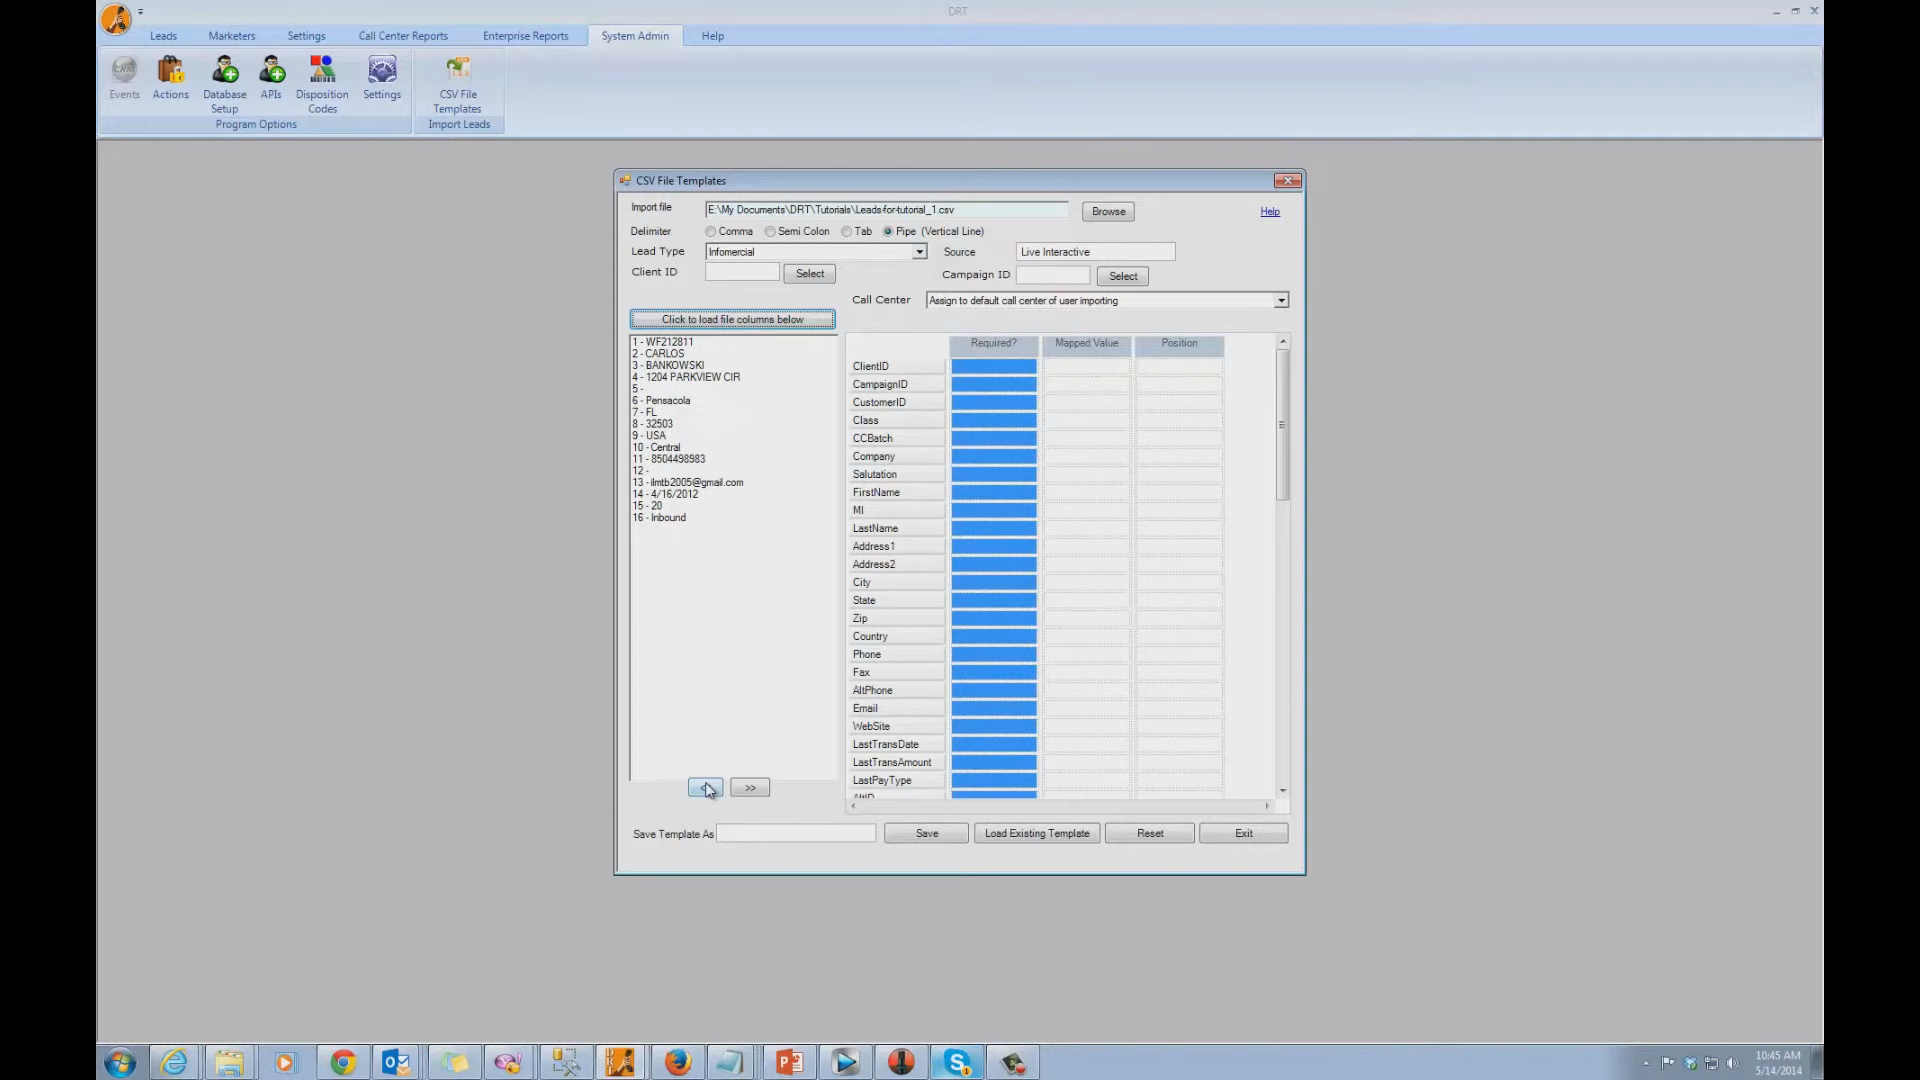 DRT
Leads Marketers Settings Call Center Reports Enterprise Reports System Admin Help
Events Actions Database Setup APIs Disposition Codes Settings CSV File Templates
Program Options Import Leads
CSV File Templates
Import file E:\My Documents\DRT\Tutorials\Leads-for-tutorial_1.csv Browse Help
Delimiter Comma Semi Colon Tab Pipe (Vertical Line)
Lead Type Infomercial Source Live Interactive
Client ID Select Campaign ID Select
Call Center Assign to default call center of user importing
Click to load file columns below
1 - WF212811
2 - CARLOS
3 - BANKOWSKI
4 - 1204 PARKVIEW CIR
5 -
6 - Pensacola
7 - FL
8 - 32503
9 - USA
10 - Central
11 - 8504498983
12 -
13 - ilmtb2005@gmail.com
14 - 4/16/2012
15 - 20
16 - Inbound
Required? Mapped Value Position
ClientID
CampaignID
CustomerID
Class
CCBatch
Company
Salutation
FirstName
MI
LastName
Address1
Address2
City
State
Zip
Country
Phone
Fax
AltPhone
Email
WebSite
LastTransDate
LastTransAmount
LastPayType
AltID
>>
Save Template As Save Load Existing Template Reset Exit
10:45 AM
5/14/2014